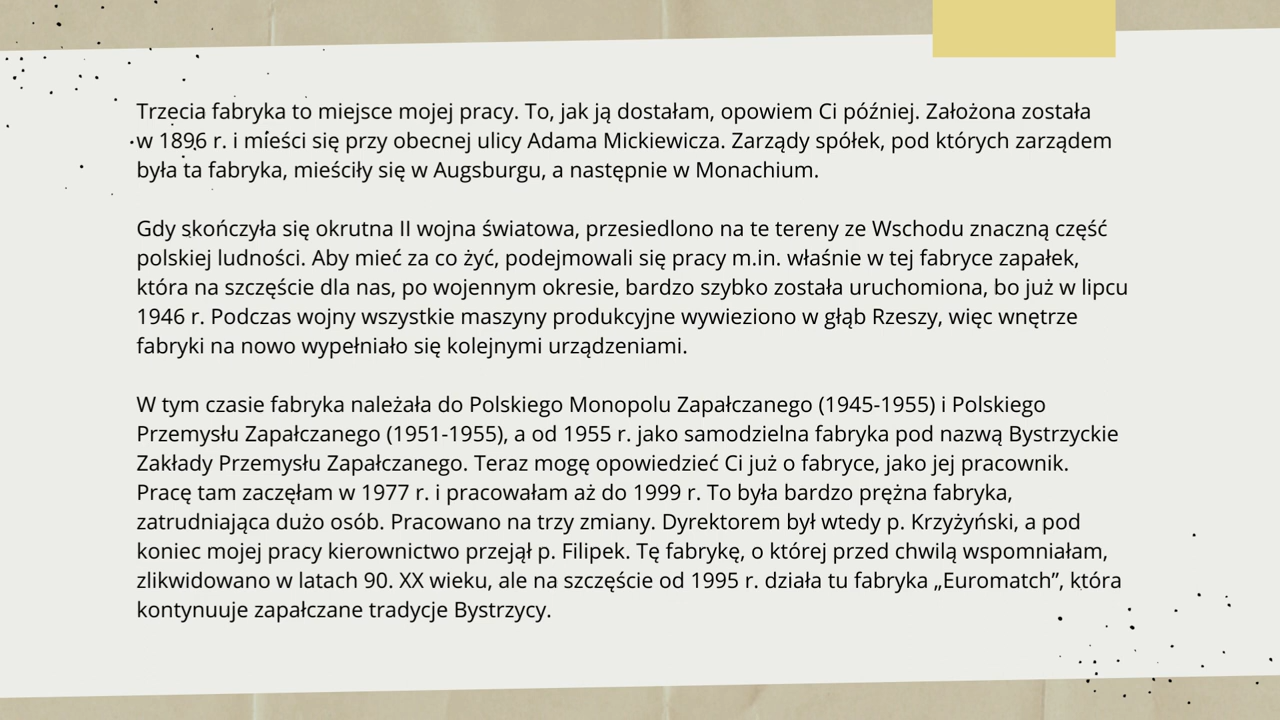 Trzecia fabryka to miejsce mojej pracy. To, jak ją dostałam, opowiem Ci później. Założona została
w 1896 r. i mieści się przy obecnej ulicy Adama Mickiewicza. Zarządy spółek, pod których zarządem
była ta fabryka, mieściły się w Augsburgu, a następnie w Monachium.
Gdy skończyła się okrutna II wojna światowa, przesiedlono na te tereny ze Wschodu znaczną część
polskiej ludności. Aby mieć za co żyć, podejmowali się pracy m.in. właśnie w tej fabryce zapałek,
która na szczęście dla nas, po wojennym okresie, bardzo szybko została uruchomiona, bo już w lipcu
1946 r. Podczas wojny wszystkie maszyny produkcyjne wywieziono w głąb Rzeszy, więc wnętrze
fabryki na nowo wypełniało się kolejnymi urządzeniami.
W tym czasie fabryka należała do Polskiego Monopolu Zapałczanego (1945-1955) i Polskiego
Przemysłu Zapałczanego (1951-1955), a od 1955 r. jako samodzielna fabryka pod nazwą Bystrzyckie
Zakłady Przemysłu Zapałczanego. Teraz mogę opowiedzieć Ci już o fabryce, jako jej pracownik.
Pracę tam zaczęłam w 1977 r. i pracowałam aż do 1999 r. To była bardzo prężna fabryka,
zatrudniająca dużo osób. Pracowano na trzy zmiany. Dyrektorem był wtedy p. Krzyżyński, a pod
koniec mojej pracy kierownictwo przejął p. Filipek. Tę fabrykę, o której przed chwilą wspomniałam,
zlikwidowano w latach 90. XX wieku, ale na szczęście od 1995 r. działa tu fabryka „Euromatch”, która
kontynuuje zapałczane tradycje Bystrzycy.